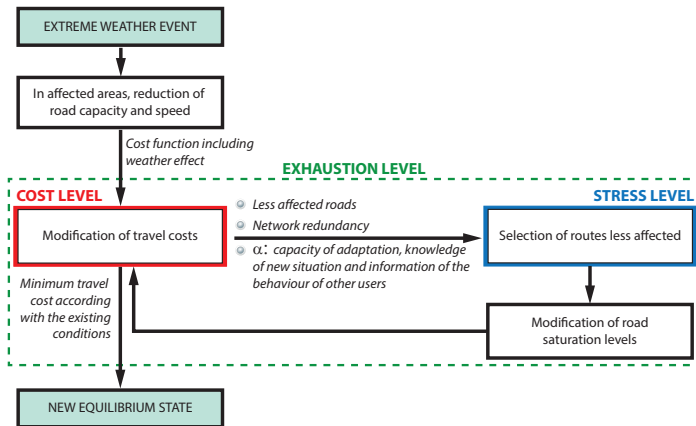 EXTREME WEATHER EVENT
In affected areas, reduction of
road capacity and speed
Cost function including
weather effect
EXHAUSTION LEVEL
COST LEVEL
STRESS LEVEL
Modification of travel costs
Less affected roads
Network redundancy
α: capacity of adaptation, knowledge
of new situation and information of the
behaviour of other users
Selection of routes less affected
Minimum travel
cost according
with the existing
conditions
Modification of road
saturation levels
NEW EQUILIBRIUM STATE